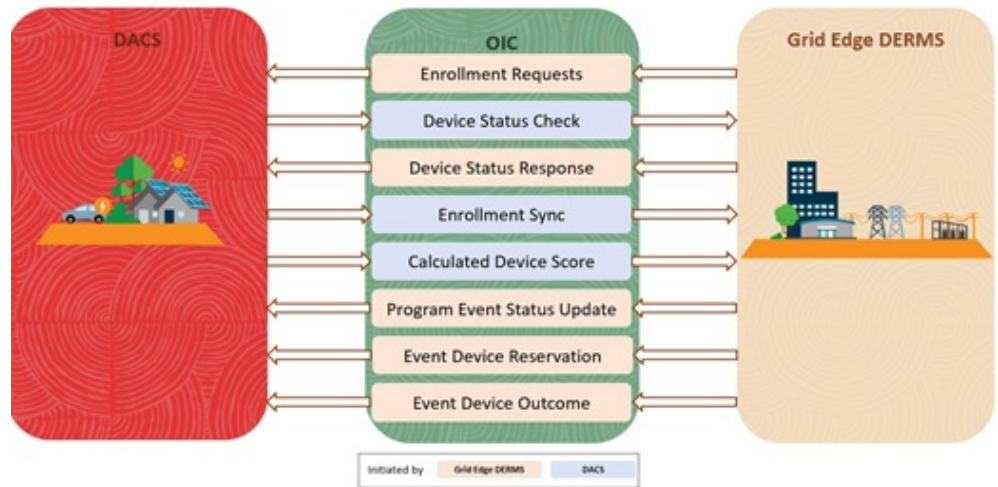 DACS
OIC
Grid Edge DERMS
Enrollment Requests
Device Status Check
Device Status Response
Enrollment Sync
Calculated Device Score
Program Event Status Update
Event Device Reservation
Event Device Outcome
Initiated by Grid Edge DERMS DACS